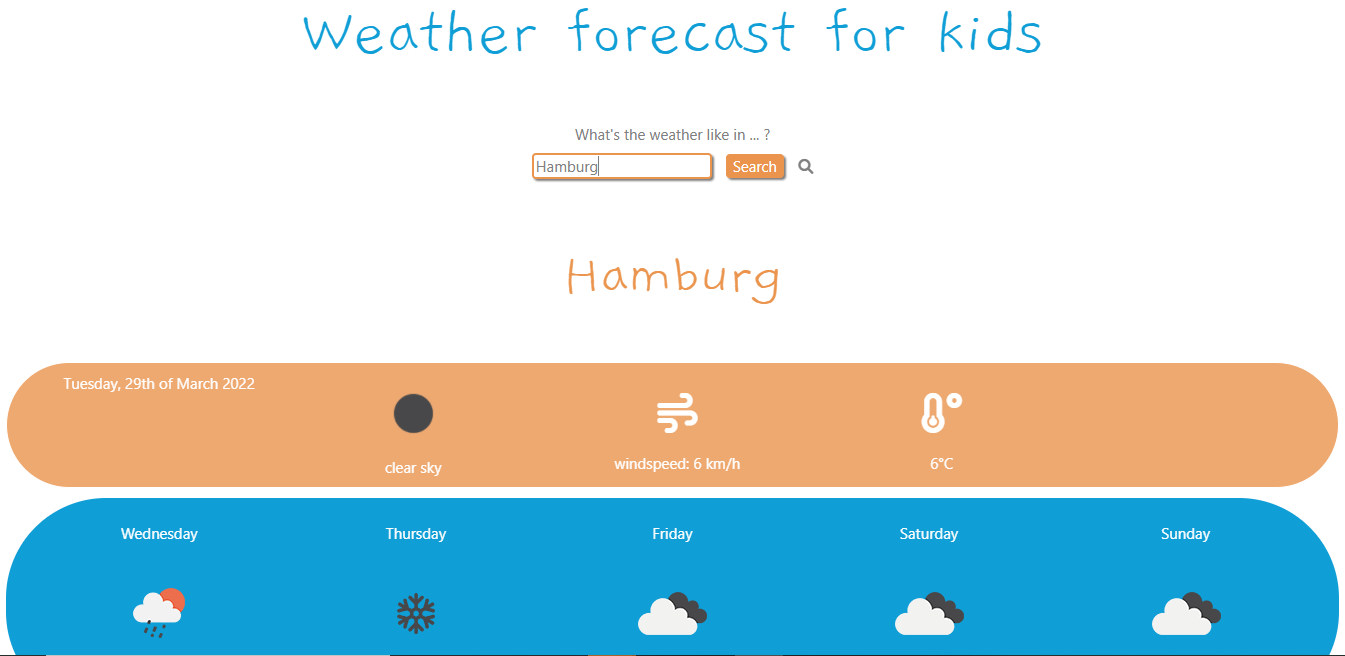 Weather forecast for kids
What's the weather like in ... ?
Hamburg Search
Hamburg
Tuesday, 29th of March 2022
clear sky windspeed: 6 km/h 6°C
Wednesday Thursday Friday Saturday Sunday